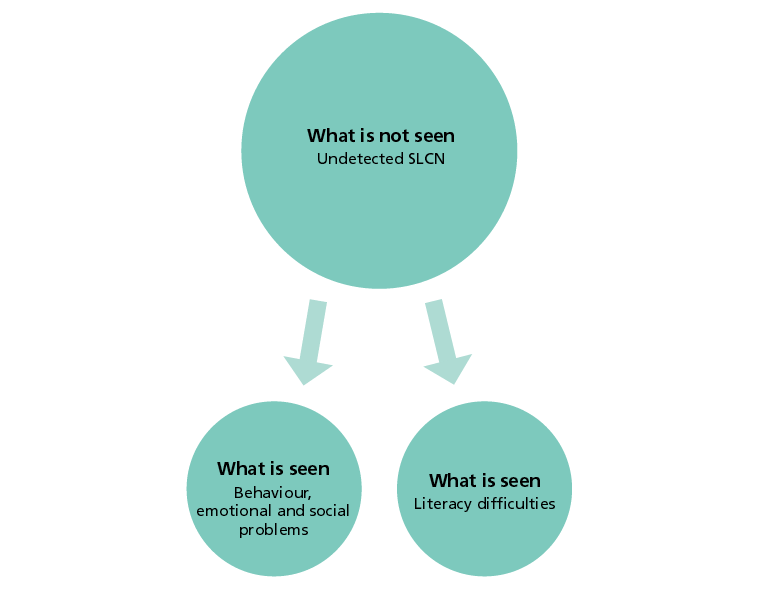 What is not seen
Undetected SLCN
What is seen
Behaviour,
emotional and social
problems
What is seen
Literacy difficulties